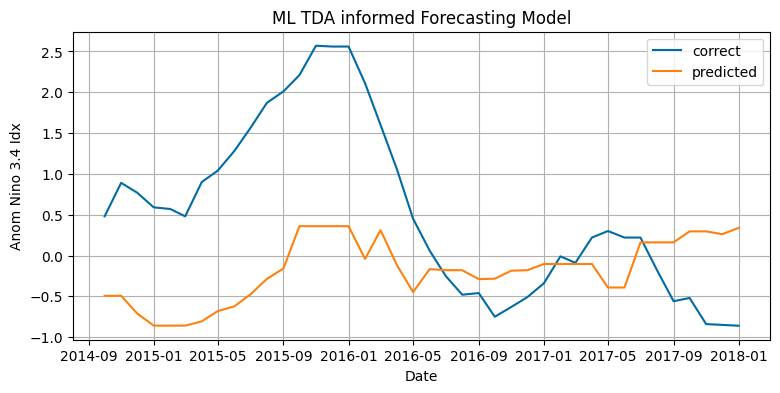 ML TDA informed Forecasting Model
correct
predicted
Anom Nino 3.4 Idx
2.5
2.0
1.5
1.0
0.5
0.0
−0.5
−1.0
2014-09 2015-01 2015-05 2015-09 2016-01 2016-05 2016-09 2017-01 2017-05 2017-09 2018-01
Date